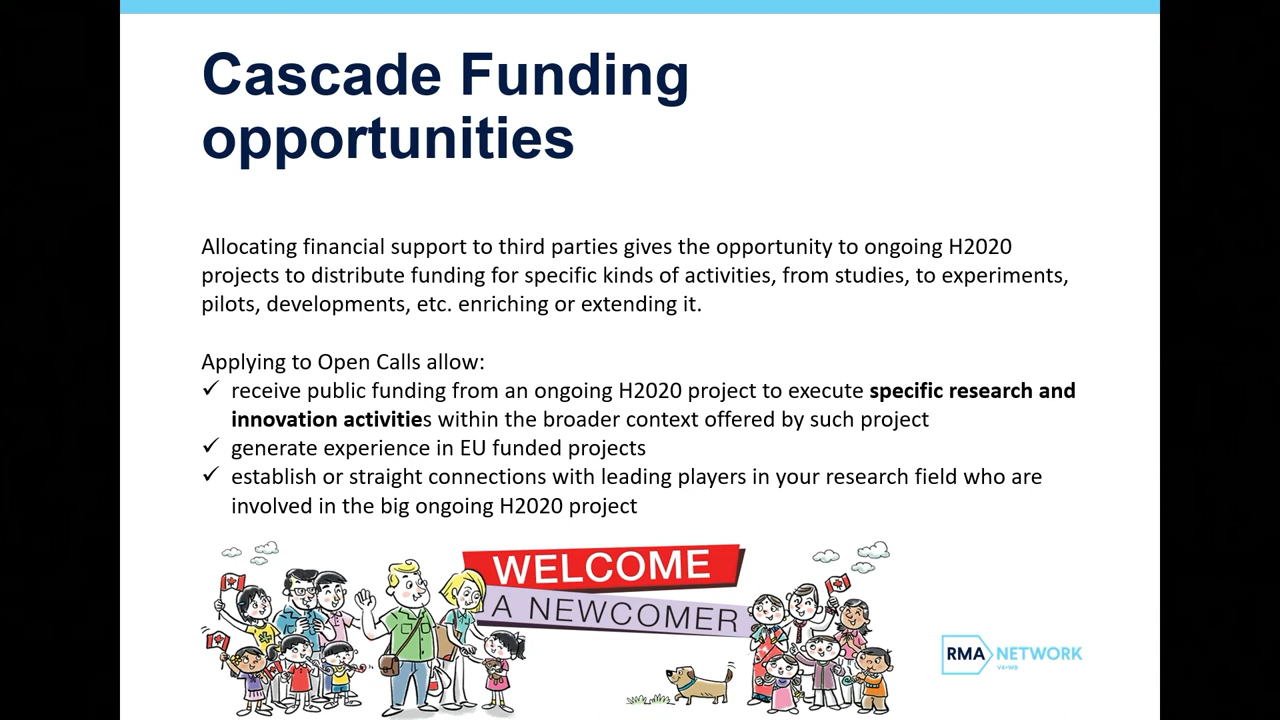 Cascade Funding
opportunities
Allocating financial support to third parties gives the opportunity to ongoing H2020
projects to distribute funding for specific kinds of activities, from studies, to experiments,
pilots, developments, etc. enriching or extending it.
Applying to Open Calls allow:
✓ receive public funding from an ongoing H2020 project to execute specific research and
innovation activities within the broader context offered by such project
✓ generate experience in EU funded projects
✓ establish or straight connections with leading players in your research field who are
involved in the big ongoing H2020 project
WELCOME
A NEWCOMER
RMA NETWORK
V4+WB